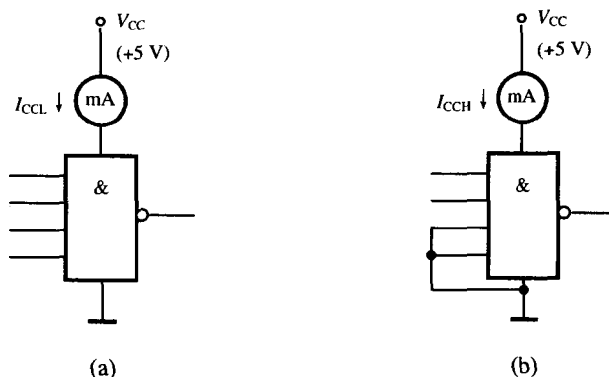 V_CC
(+5 V)
I_CCL ↓ mA
&
(a)
V_CC
(+5 V)
I_CCH ↓ mA
&
(b)